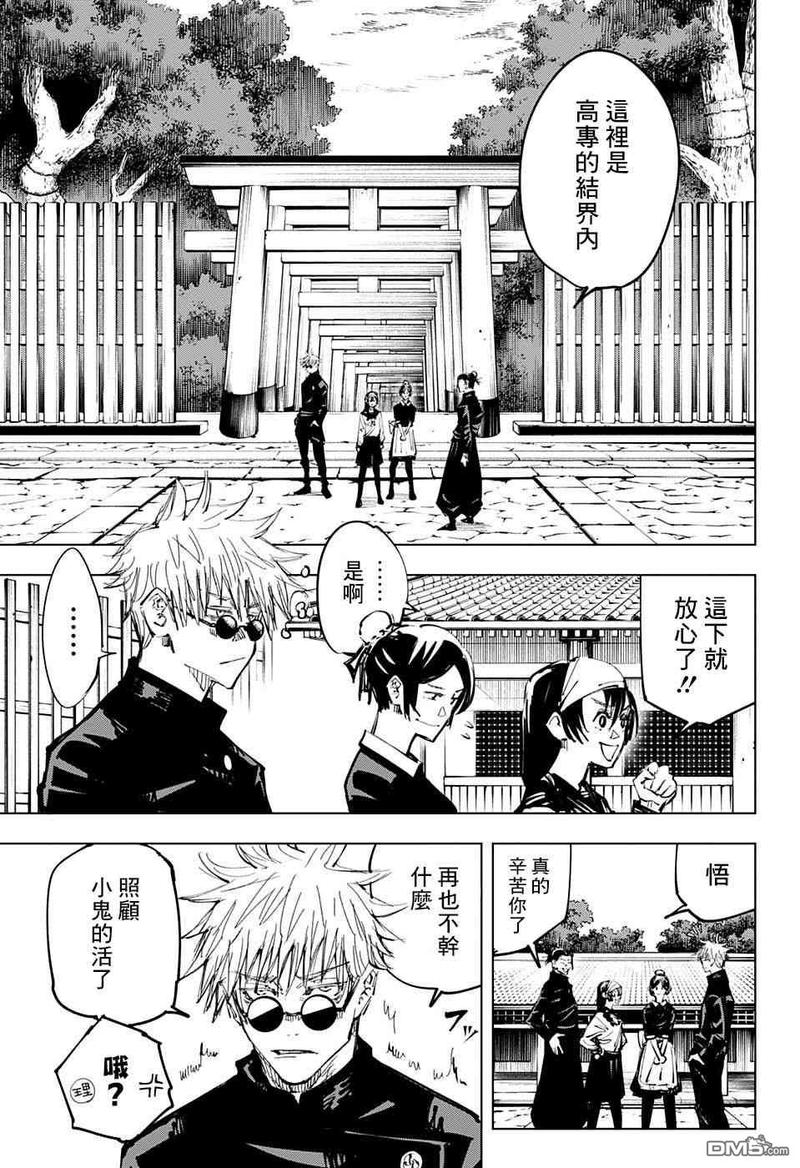 這裡是
高專的結界內
這下就
放心了!!
……
是啊
……
悟
真的
辛苦你了
再也不幹
什麼
照顧
小鬼的活了
哦?
理
DM5.com